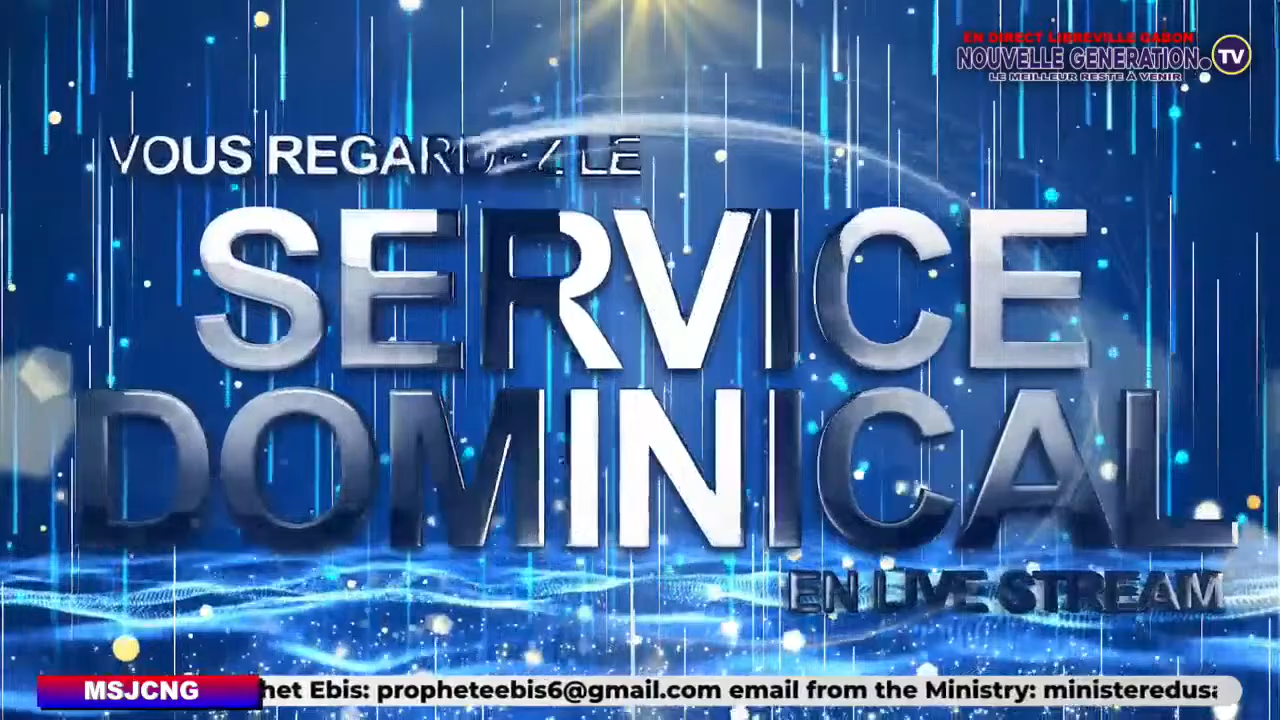 EN DIRECT LIBREVILLE GABON
NOUVELLE GENERATION. TV
LE MEILLEUR RESTE À VENIR
VOUS REGARDEZ LE
SERVICE
DOMINICAL
EN LIVE STREAM
MSJCNG
het Ebis: propheteebis6@gmail.com email from the Ministry: ministeredusa